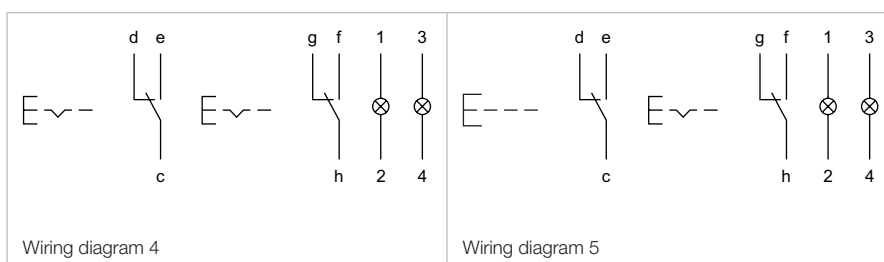 d e g f 1 3 d e g f 1 3
c h 2 4 c h 2 4
Wiring diagram 4 Wiring diagram 5